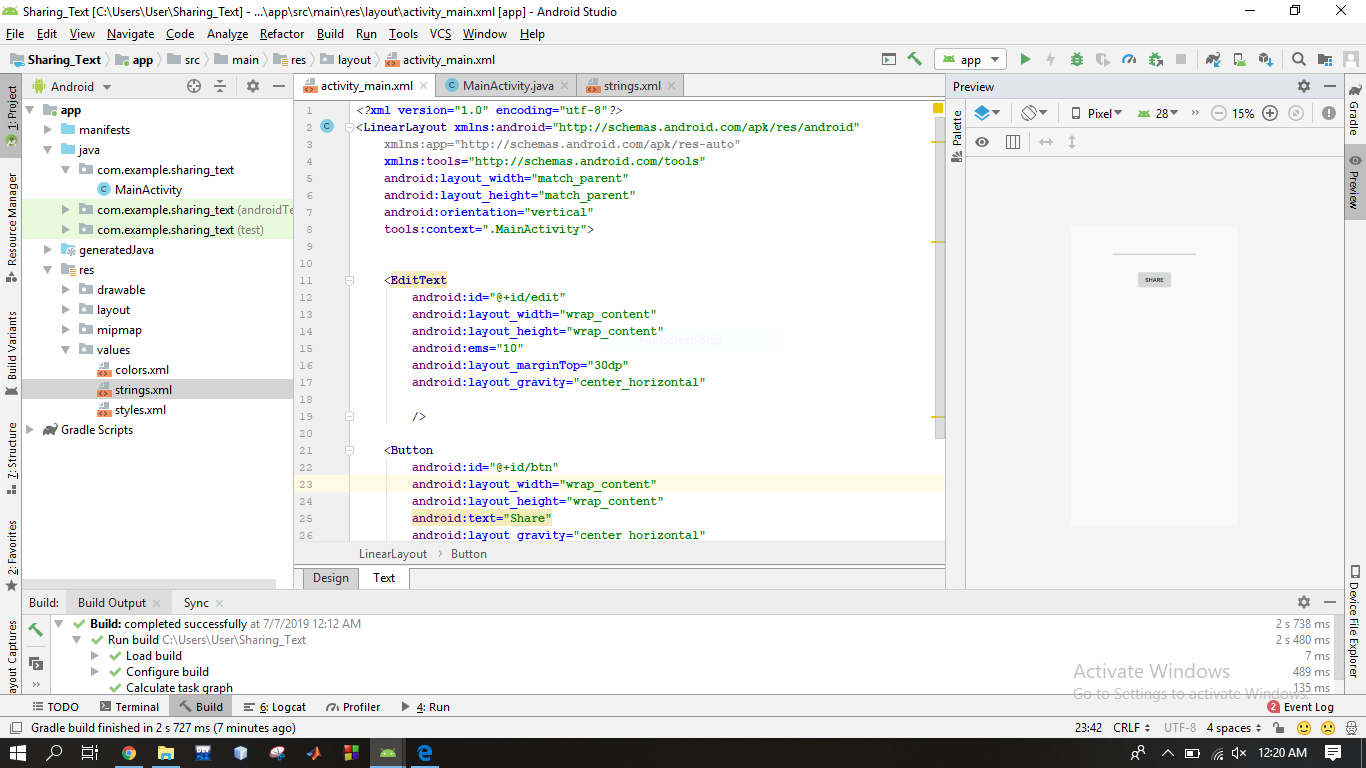 Sharing_Text [C:\Users\User\Sharing_Text] - ...\app\src\main\res\layout\activity_main.xml [app] - Android Studio
File Edit View Navigate Code Analyze Refactor Build Run Tools VCS Window Help
Sharing_Text app src main res layout activity_main.xml app
1: Project
Resource Manager
Build Variants
7: Structure
2: Favorites
ayout Captures
Android
app
manifests
java
com.example.sharing_text
MainActivity
com.example.sharing_text (androidTe
com.example.sharing_text (test)
generatedJava
res
drawable
layout
mipmap
values
colors.xml
strings.xml
styles.xml
Gradle Scripts
activity_main.xml MainActivity.java strings.xml
1 <?xml version="1.0" encoding="utf-8"?>
2 <LinearLayout xmlns:android="http://schemas.android.com/apk/res/android"
3 xmlns:app="http://schemas.android.com/apk/res-auto"
4 xmlns:tools="http://schemas.android.com/tools"
5 android:layout_width="match_parent"
6 android:layout_height="match_parent"
7 android:orientation="vertical"
8 tools:context=".MainActivity">
9
10
11 <EditText
12 android:id="@+id/edit"
13 android:layout_width="wrap_content"
14 android:layout_height="wrap_content"
15 android:ems="10"
16 android:layout_marginTop="30dp"
17 android:layout_gravity="center_horizontal"
18
19 />
20
21 <Button
22 android:id="@+id/btn"
23 android:layout_width="wrap_content"
24 android:layout_height="wrap_content"
25 android:text="Share"
26 android:layout_gravity="center_horizontal"
Full-screen Snip
LinearLayout › Button
Design Text
Preview
Palette
Pixel 28 15%
SHARE
Gradle
Preview
Device File Explorer
Build: Build Output Sync
Build: completed successfully at 7/7/2019 12:12 AM 2 s 738 ms
Run build C:\Users\User\Sharing_Text 2 s 480 ms
Load build 7 ms
Configure build 489 ms
Calculate task graph 135 ms
Activate Windows
Go to Settings to activate Windows.
TODO Terminal Build 6: Logcat Profiler 4: Run 2 Event Log
Gradle build finished in 2 s 727 ms (7 minutes ago) 23:42 CRLF UTF-8 4 spaces
12:20 AM